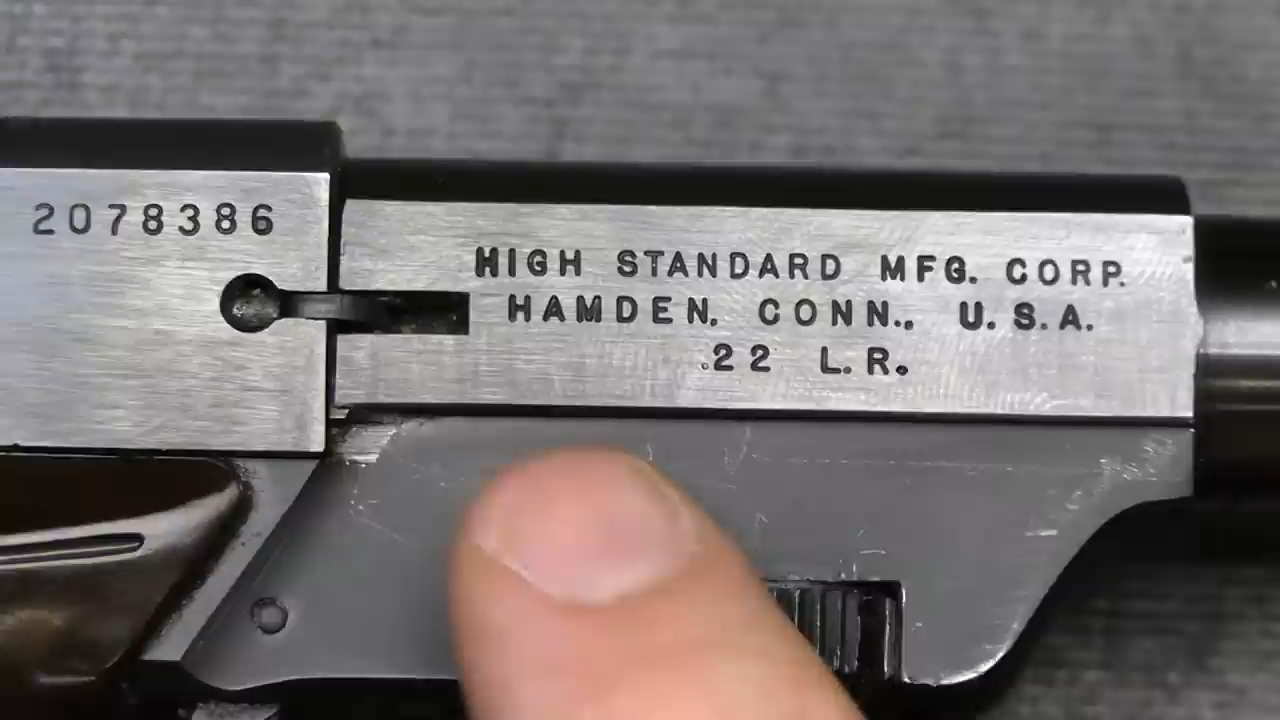 2078386
HIGH STANDARD MFG. CORP.
HAMDEN, CONN., U.S.A.
.22 L.R.